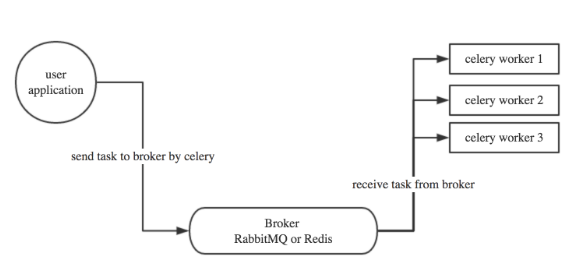 user
application
send task to broker by celery
Broker
RabbitMQ or Redis
receive task from broker
celery worker 1
celery worker 2
celery worker 3